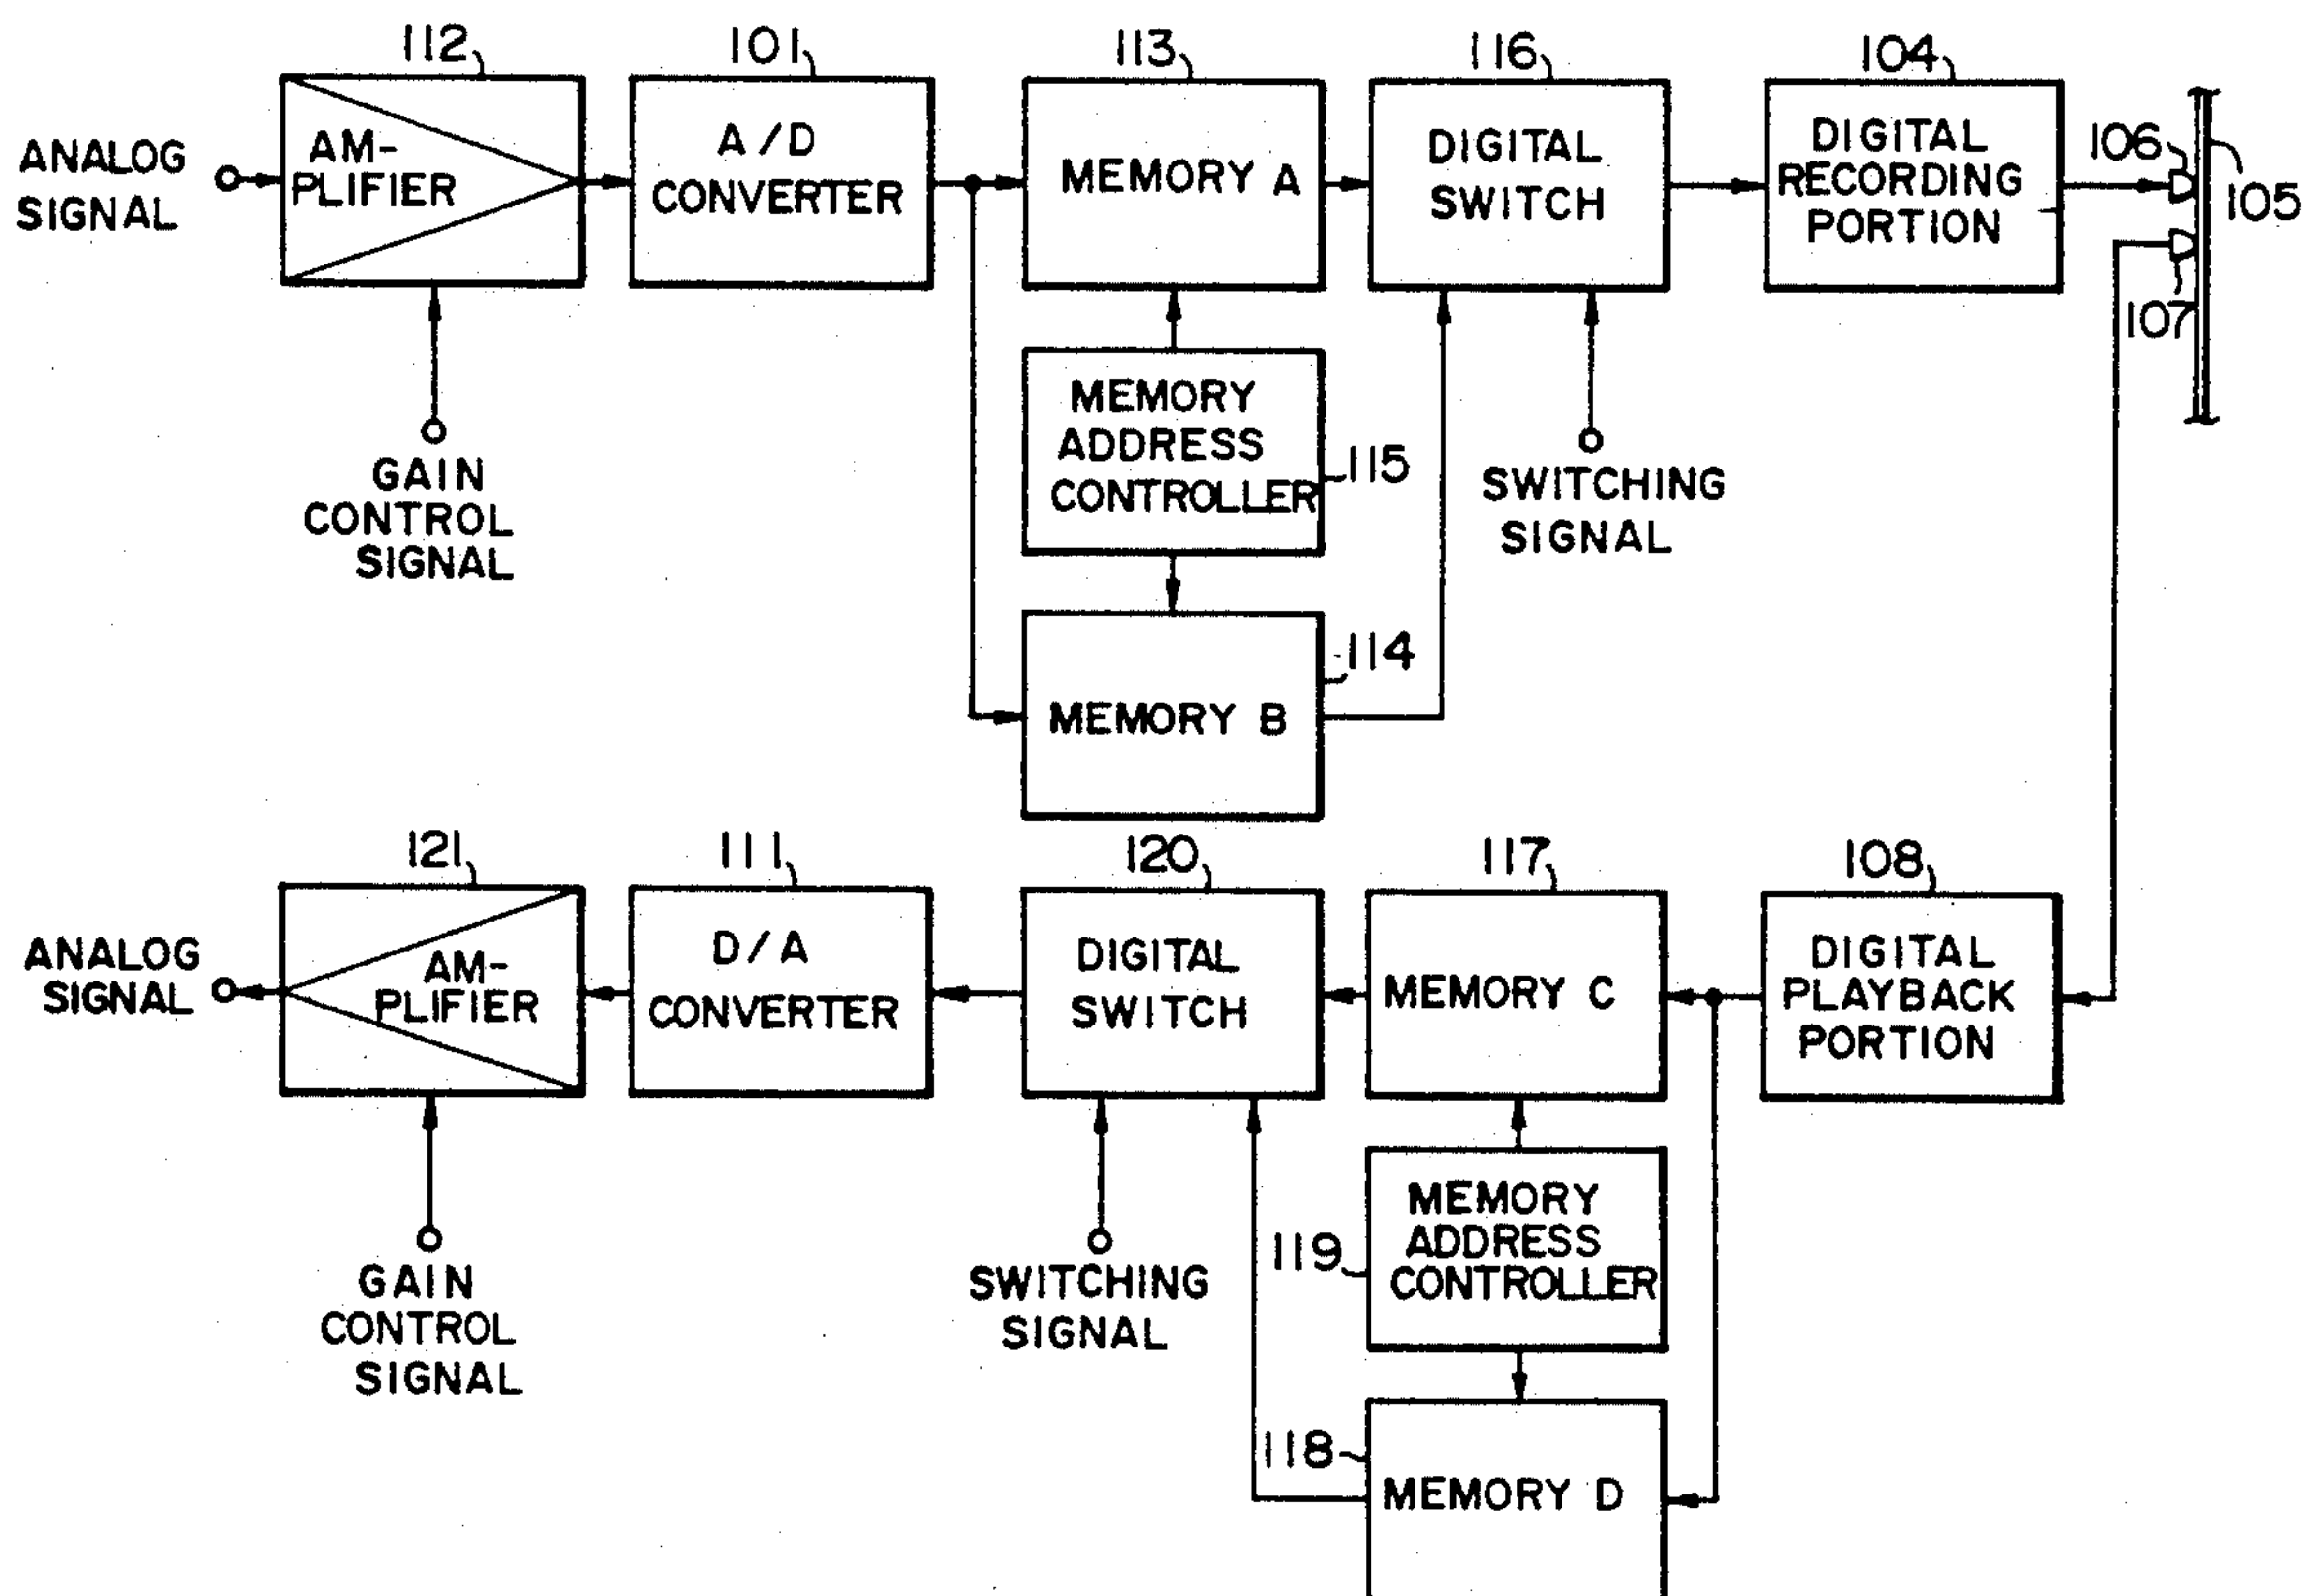 112
101
113
116
104
ANALOG
SIGNAL
AM-
PLIFIER
A/D
CONVERTER
MEMORY A
DIGITAL
SWITCH
DIGITAL
RECORDING
PORTION
106
105
107
GAIN
CONTROL
SIGNAL
MEMORY
ADDRESS
CONTROLLER
115
SWITCHING
SIGNAL
114
MEMORY B
121
111
120
117
108
ANALOG
SIGNAL
AM-
PLIFIER
D/A
CONVERTER
DIGITAL
SWITCH
MEMORY C
DIGITAL
PLAYBACK
PORTION
GAIN
CONTROL
SIGNAL
SWITCHING
SIGNAL
119
MEMORY
ADDRESS
CONTROLLER
118
MEMORY D